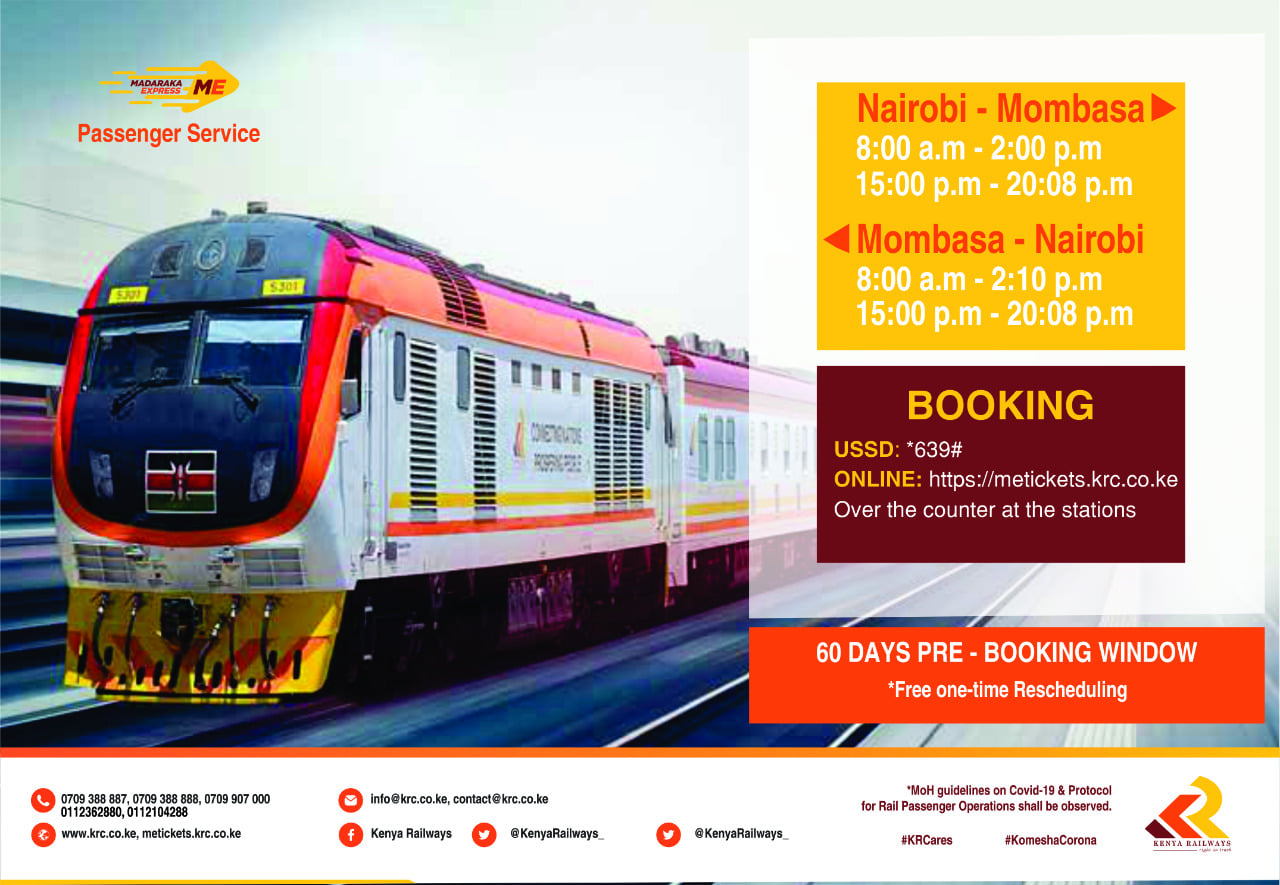 MADARAKA
EXPRESS
ME
Passenger Service
Nairobi - Mombasa
8:00 a.m - 2:00 p.m
15:00 p.m - 20:08 p.m
Mombasa - Nairobi
8:00 a.m - 2:10 p.m
15:00 p.m - 20:08 p.m
BOOKING
USSD: *639#
ONLINE: https://metickets.krc.co.ke
Over the counter at the stations
5301
5301
CONNECTING NATIONS
PROSPERING PEOPLE
60 DAYS PRE - BOOKING WINDOW
*Free one-time Rescheduling
0709 388 887, 0709 388 888, 0709 907 000
0112362880, 0112104288
www.krc.co.ke, metickets.krc.co.ke
info@krc.co.ke, contact@krc.co.ke
Kenya Railways
@KenyaRailways_
@KenyaRailways_
*MoH guidelines on Covid-19 & Protocol
for Rail Passenger Operations shall be observed.
#KRCares
#KomeshaCorona
KENYA RAILWAYS